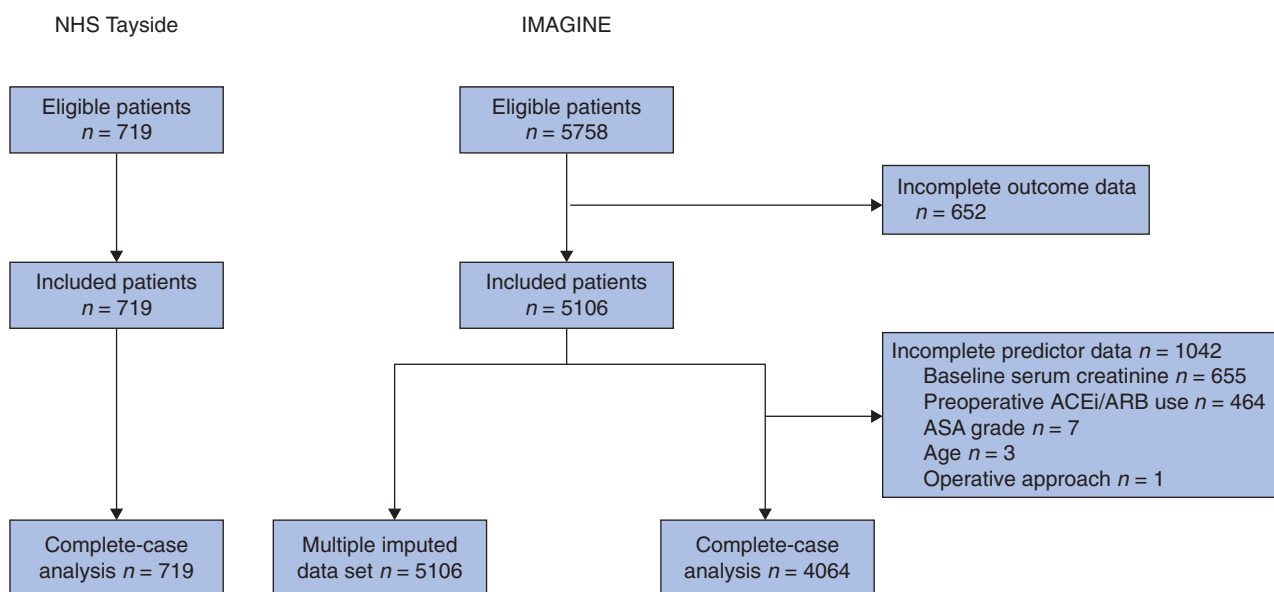 NHS Tayside
IMAGINE
Eligible patients
n = 719
Eligible patients
n = 5758
Incomplete outcome data
n = 652
Included patients
n = 719
Included patients
n = 5106
Incomplete predictor data n = 1042
Baseline serum creatinine n = 655
Preoperative ACEi/ARB use n = 464
ASA grade n = 7
Age n = 3
Operative approach n = 1
Complete-case
analysis n = 719
Multiple imputed
data set n = 5106
Complete-case
analysis n = 4064